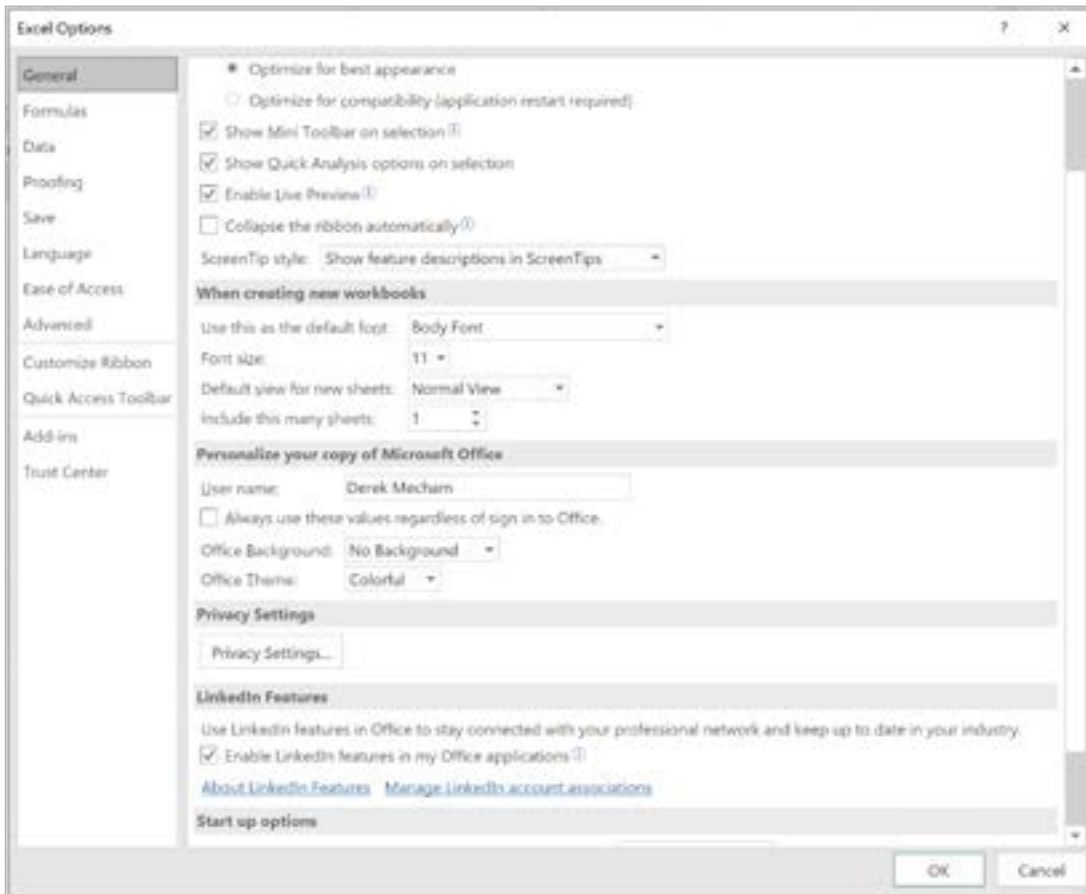 Excel Options
General
Formulas
Data
Proofing
Save
Language
Ease of Access
Advanced
Customize Ribbon
Quick Access Toolbar
Add-ins
Trust Center
Optimize for best appearance
Optimize for compatibility (application restart required)
Show Mini Toolbar on selection
Show Quick Analysis options on selection
Enable Live Preview
Collapse the ribbon automatically
ScreenTip style: Show feature descriptions in ScreenTips
When creating new workbooks
Use this as the default font: Body Font
Font size: 11
Default view for new sheets: Normal View
Include this many sheets: 1
Personalize your copy of Microsoft Office
User name: Derek Mecham
Always use these values regardless of sign in to Office.
Office Background: No Background
Office Theme: Colorful
Privacy Settings
Privacy Settings...
LinkedIn Features
Use LinkedIn features in Office to stay connected with your professional network and keep up to date in your industry.
Enable LinkedIn features in my Office applications
About LinkedIn Features Manage LinkedIn account associations
Start up options
OK Cancel